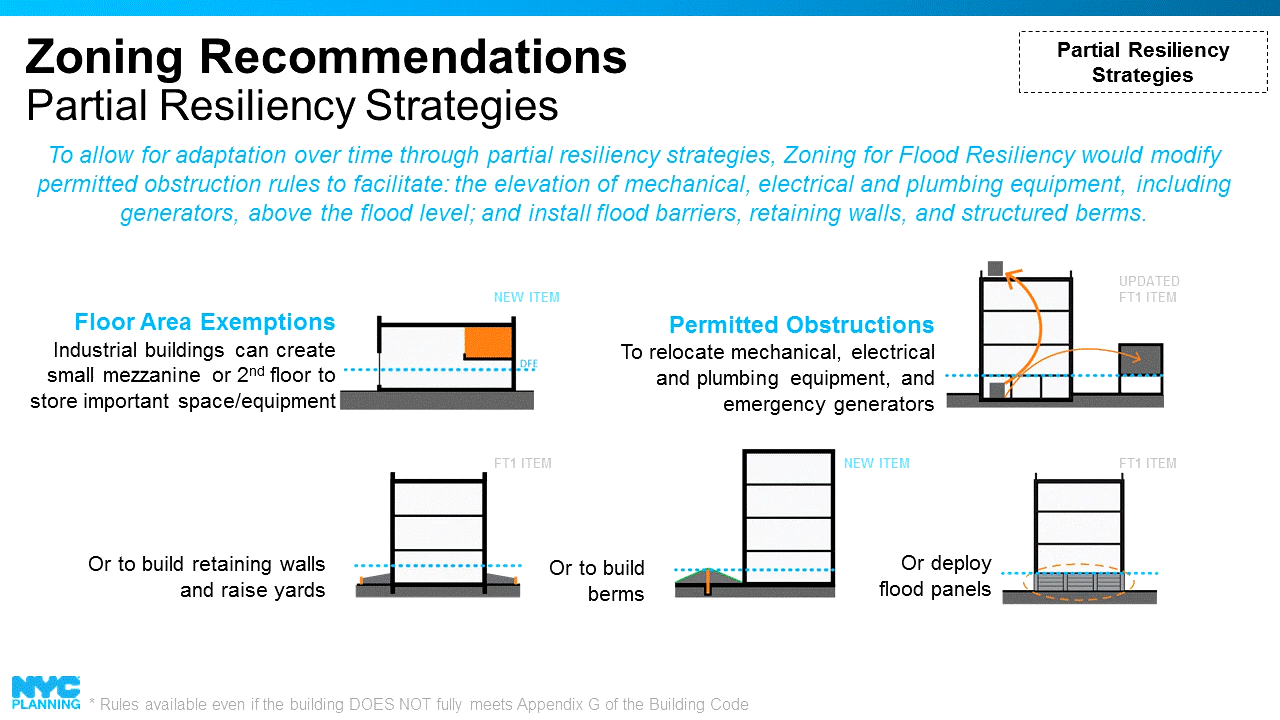 Zoning Recommendations
Partial Resiliency Strategies
Partial Resiliency
Strategies
To allow for adaptation over time through partial resiliency strategies, Zoning for Flood Resiliency would modify
permitted obstruction rules to facilitate: the elevation of mechanical, electrical and plumbing equipment, including
generators, above the flood level; and install flood barriers, retaining walls, and structured berms.
NEW ITEM
Floor Area Exemptions
Industrial buildings can create
small mezzanine or 2nd floor to
store important space/equipment
DFE
UPDATED
FT1 ITEM
Permitted Obstructions
To relocate mechanical, electrical
and plumbing equipment, and
emergency generators
FT1 ITEM
Or to build retaining walls
and raise yards
NEW ITEM
Or to build
berms
FT1 ITEM
Or deploy
flood panels
NYC
PLANNING
* Rules available even if the building DOES NOT fully meets Appendix G of the Building Code